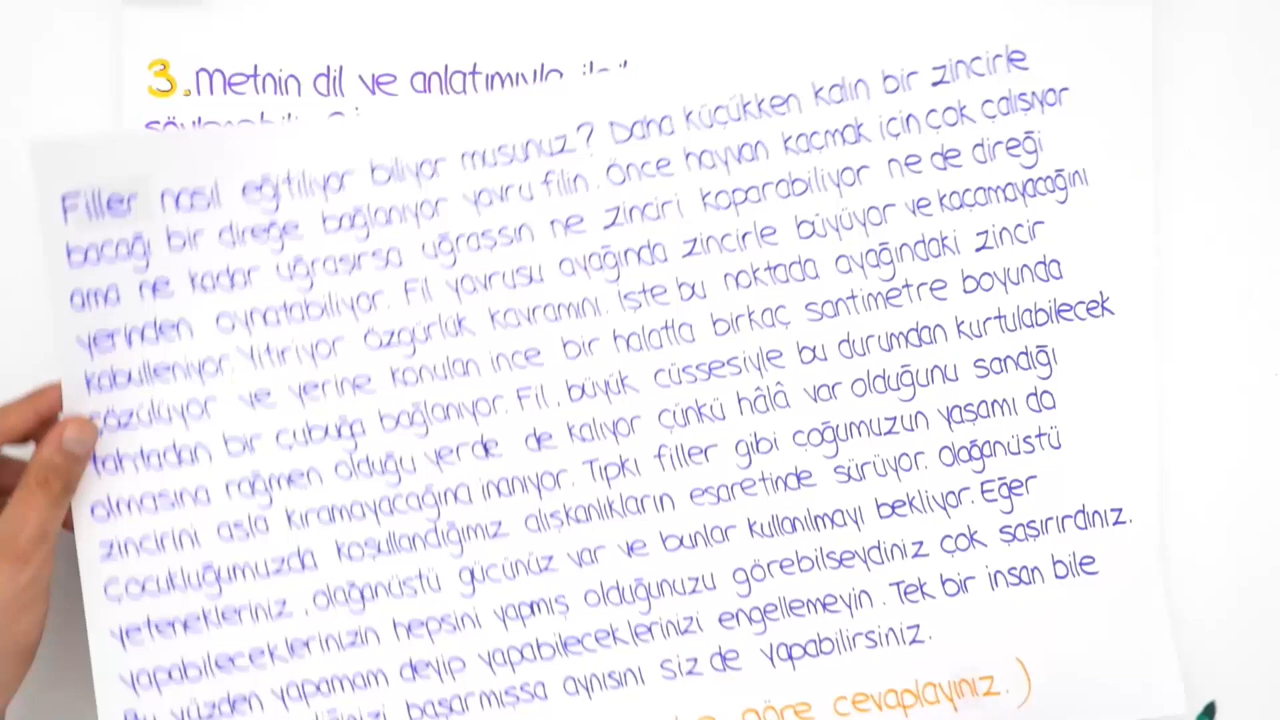 3. Metnin dil ve anlatımıyla
Filler nasıl eğitiliyor biliyor musunuz? Daha küçükken kalın bir zincirle
bacağı bir direğe bağlanıyor yavru filin. Önce hayvan kaçmak için çok çalışıyor
ama ne kadar uğraşırsa uğraşsın ne zinciri koparabiliyor ne de direği
yerinden oynatabiliyor. Fil yavrusu ayağında zincirle büyüyor ve kaçamayacağını
kabulleniyor. Yitiriyor özgürlük kavramını. İşte bu noktada ayağındaki zincir
çözülüyor ve yerine konulan ince bir halatla birkaç santimetre boyunda
tahtadan bir çubuğa bağlanıyor. Fil, büyük cüssesiyle bu durumdan kurtulabilecek
olmasına rağmen olduğu yerde de kalıyor çünkü hâlâ var olduğunu sandığı
zincirini asla kıramayacağına inanıyor. Tıpkı filler gibi çoğumuzun yaşamı da
çocukluğumuzda koşullandığımız alışkanlıkların esaretinde sürüyor. olağanüstü
yetenekleriniz, olağanüstü gücünüz var ve bunlar kullanılmayı bekliyor. Eğer
yapabileceklerinizin hepsini yapmış olduğunuzu görebilseydiniz çok şaşırırdınız.
Bu yüzden yapamam deyip yapabileceklerinizi engellemeyin. Tek bir insan bile
başarmışsa aynısını siz de yapabilirsiniz.
göre cevaplayınız.)